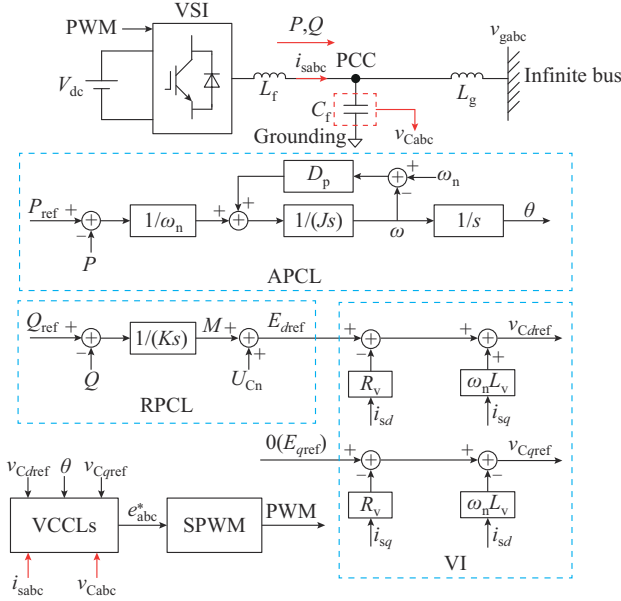 VSI
P,Q
v_gabc
PWM
V_dc
L_f
i_sabc
PCC
L_g
Infinite bus
C_f
v_Cabc
Grounding
D_p
+
+
ω_n
−
P_ref
+
−
P
1/ω_n
+
+
1/(Js)
ω
1/s
θ
APCL
Q_ref
+
−
Q
1/(Ks)
M
+
+
U_Cn
E_dref
RPCL
+
−
R_v
i_sd
+
+
ω_nL_v
i_sq
v_Cdref
0(E_qref)
+
−
R_v
i_sq
+
−
ω_nL_v
i_sd
v_Cqref
VI
v_Cdref θ v_Cqref
VCCLs
e*_abc
SPWM
PWM
i_sabc
v_Cabc